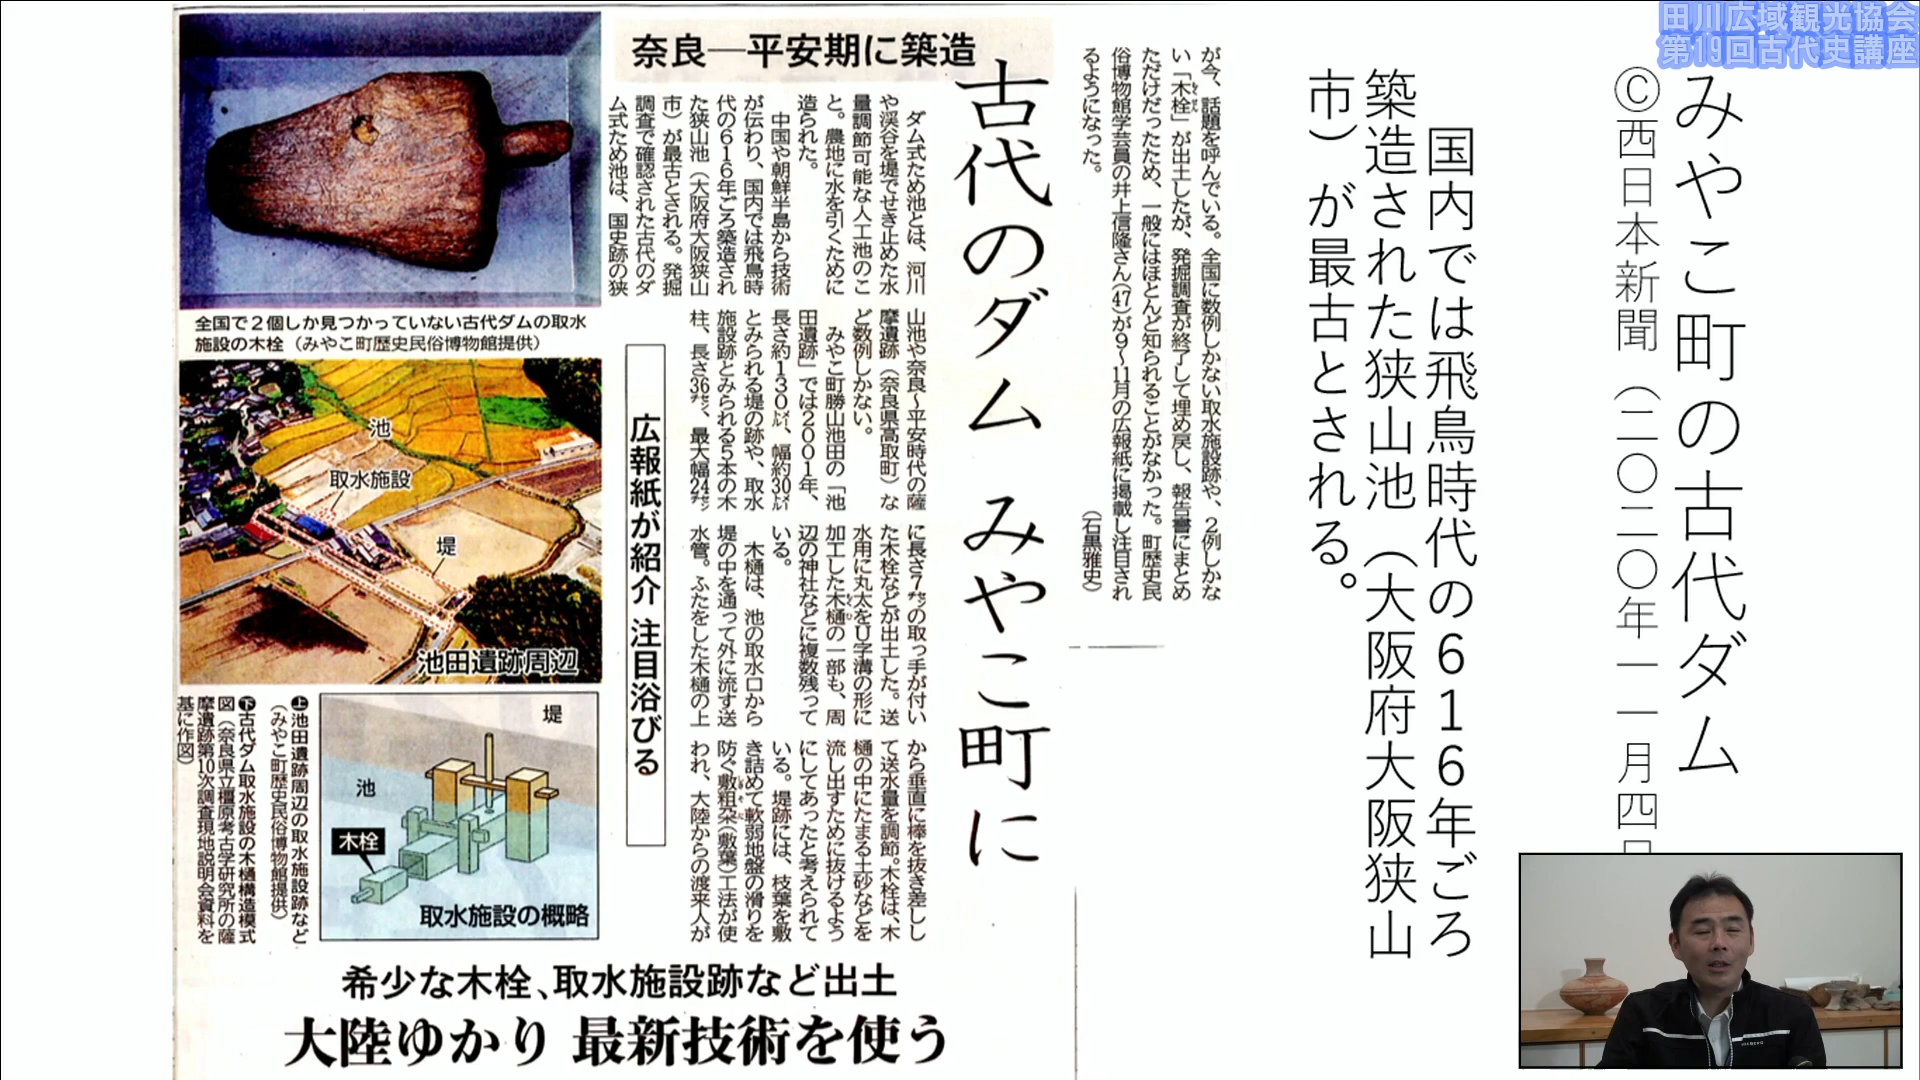 田川広域観光協会
第19回古代史講座
みやこ町の古代ダム
©西日本新聞(二〇二〇年一一月四日
国内では飛鳥時代の616年ごろ
築造された狭山池(大阪府大阪狭山
市)が最古とされる。
が今、話題を呼んでいる。全国に数例しかない取水施設跡や、2例しかな
い「木栓」が出土したが、発掘調査が終了して埋め戻し、報告書にまとめ
ただけだったため、一般にはほとんど知られることがなかった。町歴史民
俗博物館学芸員の井上信隆さん(47)が9〜11月の広報紙に掲載し注目され
るようになった。
(石黒雅史)
奈良―平安期に築造
古代のダム みやこ町に
ダム式ため池とは、河川
や渓谷を堤でせき止めた水
量調節可能な人工池のこ
と。農地に水を引くために
造られた。
中国や朝鮮半島から技術
が伝わり、国内では飛鳥時
代の616年ごろ築造され
た狭山池(大阪府大阪狭山
市)が最古とされる。発掘
調査で確認された古代のダ
ム式ため池は、国史跡の狭
山池や奈良〜平安時代の薩
摩遺跡(奈良県高取町)な
ど数例しかない。
みやこ町勝山池田の「池
田遺跡」では2001年、
長さ約130㍍、幅約30㍍
とみられる堤の跡や、取水
施設跡とみられる5本の木
柱、長さ36㌢、最大幅24㌢
に長さ7㌢の取っ手が付い
た木栓などが出土した。送
水用に丸太をU字溝の形に
加工した木樋の一部も、周
辺の神社などに複数残って
いる。
木樋は、池の取水口から
堤の中を通って外に流す送
水管。ふたをした木樋の上
から垂直に棒を抜き差しし
て送水量を調節。木栓は、木
樋の中にたまる土砂などを
流し出すために抜けるよう
にしてあったと考えられて
いる。堤跡には、枝葉を敷
き詰めて軟弱地盤の滑りを
防ぐ敷粗朶(敷葉)工法が使
われ、大陸からの渡来人が
広報紙が紹介 注目浴びる
全国で2個しか見つかっていない古代ダムの取水
施設の木栓(みやこ町歴史民俗博物館提供)
池
取水施設
堤
池田遺跡周辺
上池田遺跡周辺の取水施設跡など
(みやこ町歴史民俗博物館提供)
下古代ダム取水施設の木樋構造模式
図(奈良県立橿原考古学研究所の薩
摩遺跡第10次調査現地説明会資料を
基に作図)
堤
池
木栓
取水施設の概略
希少な木栓、取水施設跡など出土
大陸ゆかり 最新技術を使う